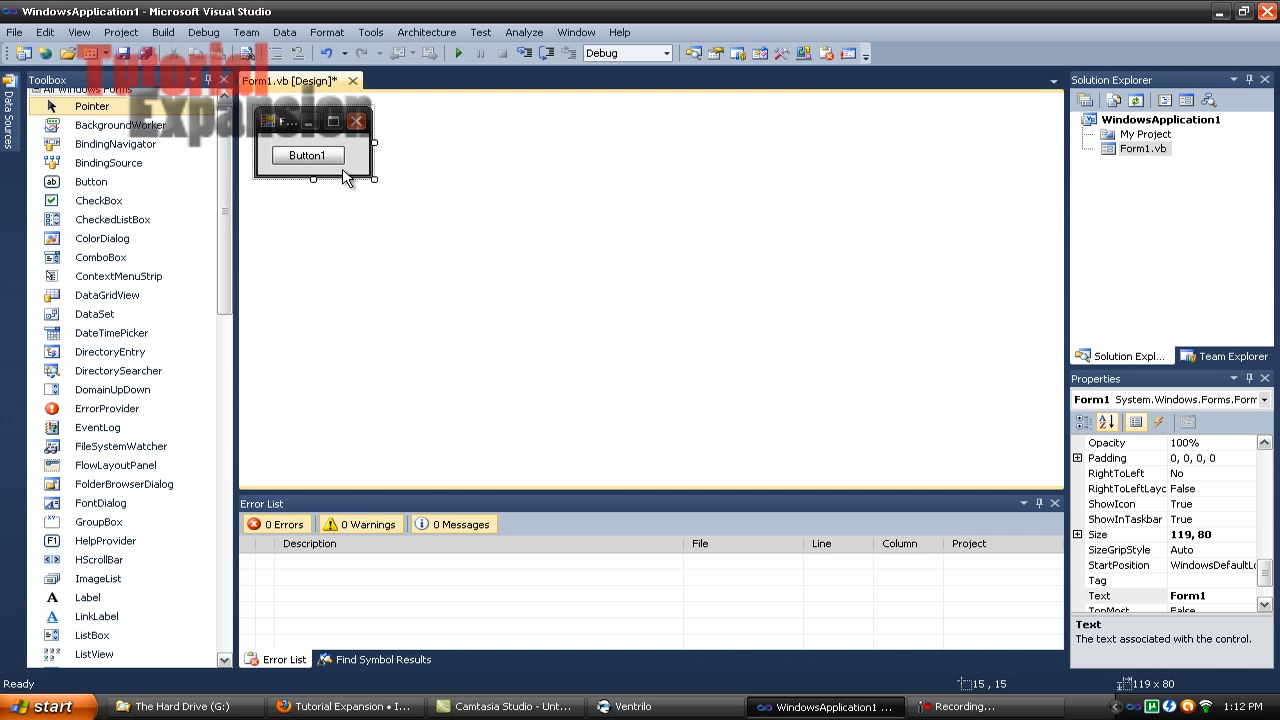 WindowsApplication1 - Microsoft Visual Studio
File Edit View Project Build Debug Team Data Format Tools Architecture Test Analyze Window Help
Debug
Tutorial
Expansion
Data Sources
Toolbox
All Windows Forms
Pointer
BackgroundWorker
BindingNavigator
BindingSource
Button
CheckBox
CheckedListBox
ColorDialog
ComboBox
ContextMenuStrip
DataGridView
DataSet
DateTimePicker
DirectoryEntry
DirectorySearcher
DomainUpDown
ErrorProvider
EventLog
FileSystemWatcher
FlowLayoutPanel
FolderBrowserDialog
FontDialog
GroupBox
HelpProvider
HScrollBar
ImageList
Label
LinkLabel
ListBox
ListView
Form1.vb [Design]*
F...
Button1
Error List
0 Errors 0 Warnings 0 Messages
Description File Line Column Project
Error List Find Symbol Results
Solution Explorer
WindowsApplication1
My Project
Form1.vb
Solution Expl... Team Explorer
Properties
Form1 System.Windows.Forms.Form
Opacity 100%
Padding 0, 0, 0, 0
RightToLeft No
RightToLeftLayc False
ShowIcon True
ShowInTaskbar True
Size 119, 80
SizeGripStyle Auto
StartPosition WindowsDefaultLo
Tag
Text Form1
TopMost False
Text
The text associated with the control.
Ready 15 , 15 119 x 80
start The Hard Drive (G:) Tutorial Expansion • I... Camtasia Studio - Unt... Ventrilo WindowsApplication1 ... Recording... 1:12 PM